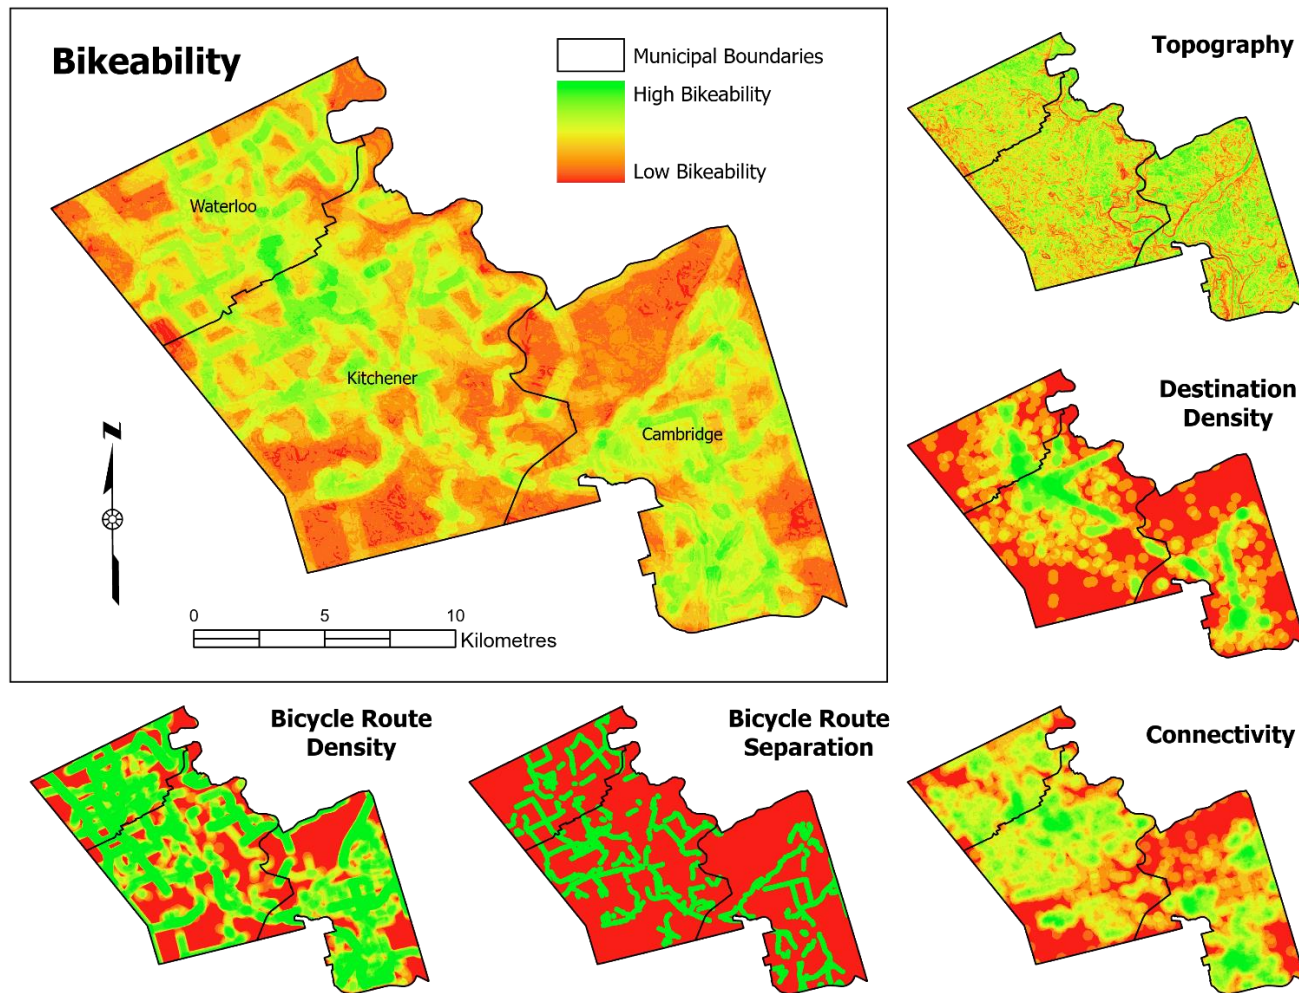 Bikeability
Municipal Boundaries
High Bikeability
Low Bikeability
Waterloo
Kitchener
Cambridge
N
0 5 10
Kilometres
Topography
Destination
Density
Bicycle Route
Density
Bicycle Route
Separation
Connectivity